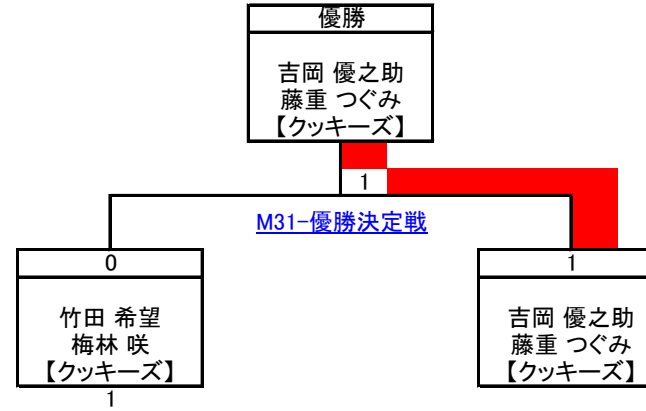 優勝
吉岡 優之助
藤重 つぐみ
【クッキーズ】
1
M31-優勝決定戦
0
竹田 希望
梅林 咲
【クッキーズ】
1
1
吉岡 優之助
藤重 つぐみ
【クッキーズ】